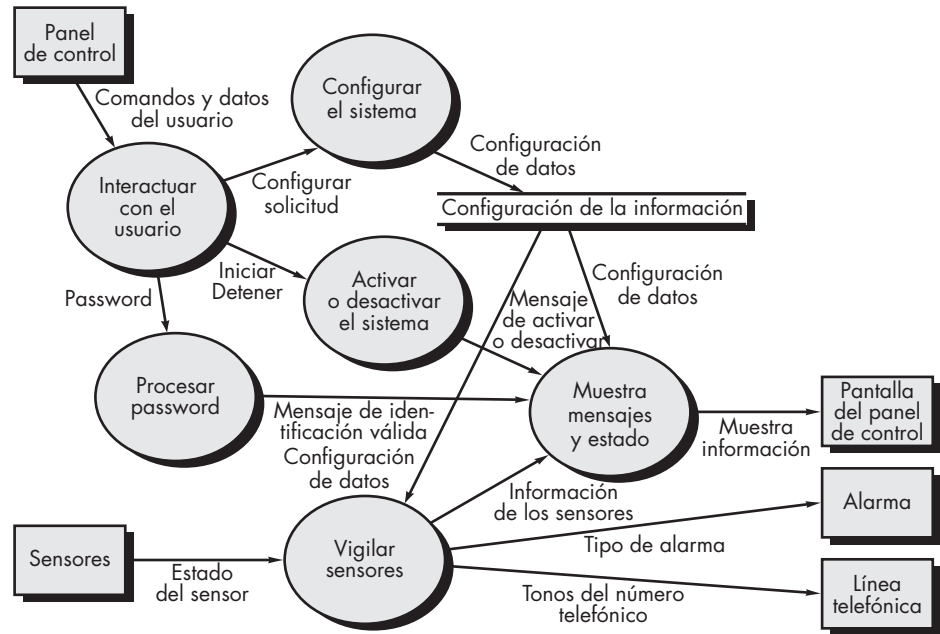 Panel
de control
Comandos y datos
del usuario
Configurar
el sistema
Configuración
de datos
Interactuar
con el
usuario
Configurar
solicitud
Configuración de la información
Iniciar
Detener
Activar
o desactivar
el sistema
Mensaje
de activar
o desactivar
Configuración
de datos
Password
Procesar
password
Mensaje de iden-
tificación válida
Configuración
de datos
Muestra
mensajes
y estado
Muestra
información
Pantalla
del panel
de control
Información
de los sensores
Alarma
Tipo de alarma
Sensores
Estado
del sensor
Vigilar
sensores
Tonos del número
telefónico
Línea
telefónica